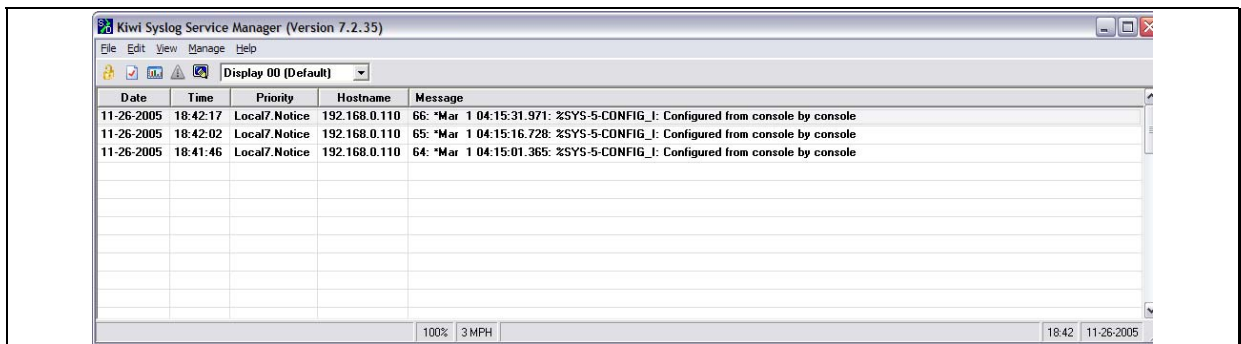 Kiwi Syslog Service Manager (Version 7.2.35)
File Edit View Manage Help
Display 00 (Default)
Date Time Priority Hostname Message
11-26-2005 18:42:17 Local7.Notice 192.168.0.110 66: *Mar 1 04:15:31.971: %SYS-5-CONFIG_I: Configured from console by console
11-26-2005 18:42:02 Local7.Notice 192.168.0.110 65: *Mar 1 04:15:16.728: %SYS-5-CONFIG_I: Configured from console by console
11-26-2005 18:41:46 Local7.Notice 192.168.0.110 64: *Mar 1 04:15:01.365: %SYS-5-CONFIG_I: Configured from console by console
100% 3 MPH 18:42 11-26-2005